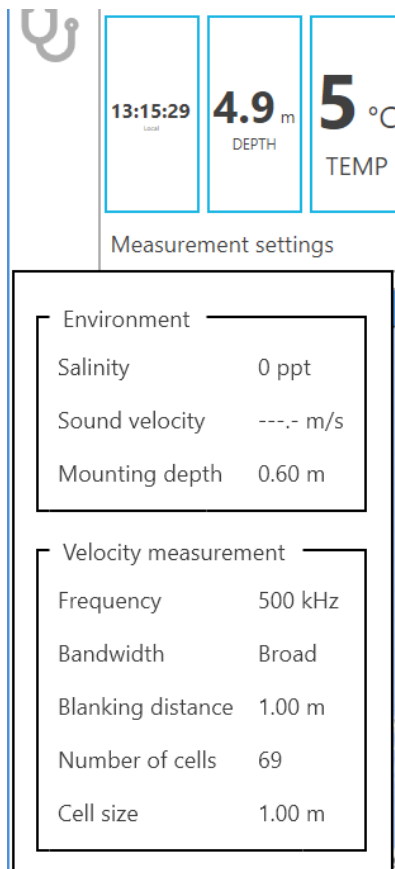 13:15:29
Local
4.9 m
DEPTH
5 °C
TEMP
Measurement settings
Environment
Salinity 0 ppt
Sound velocity ---.- m/s
Mounting depth 0.60 m
Velocity measurement
Frequency 500 kHz
Bandwidth Broad
Blanking distance 1.00 m
Number of cells 69
Cell size 1.00 m